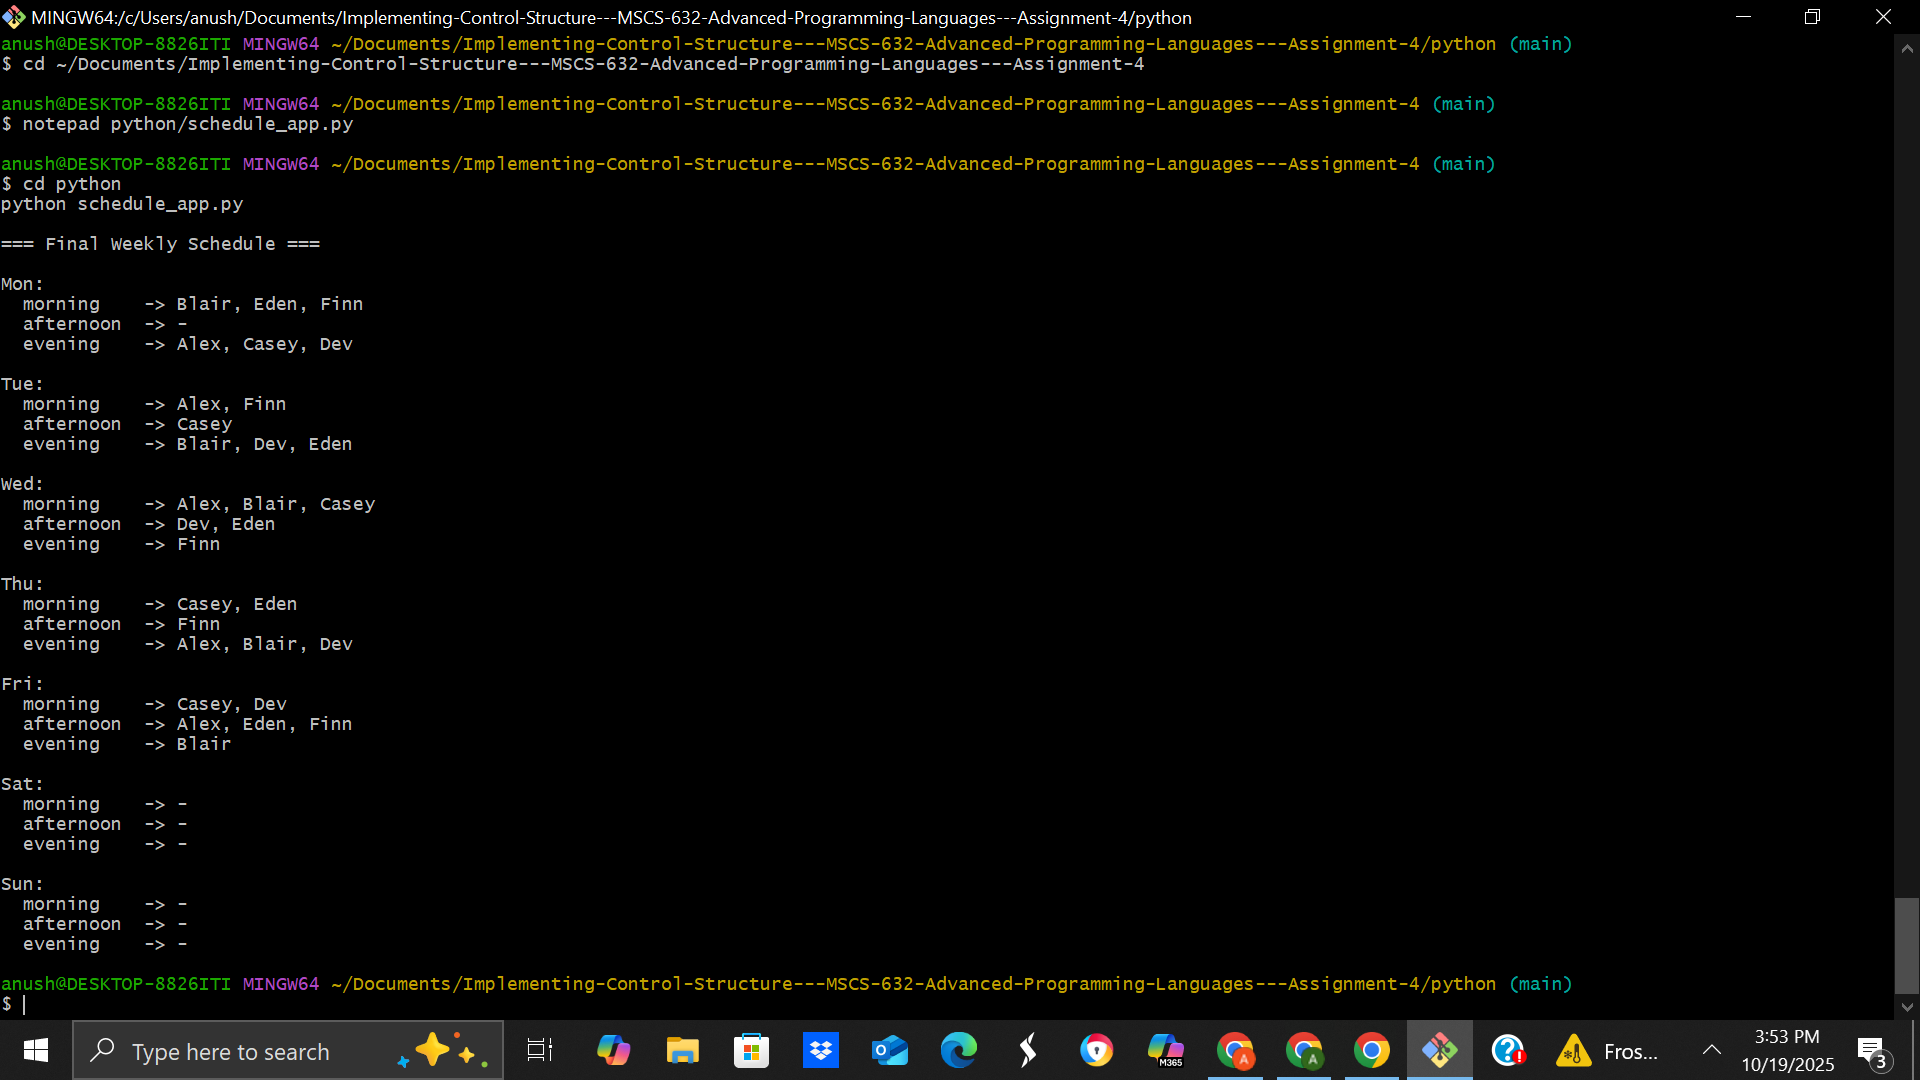 MINGW64:/c/Users/anush/Documents/Implementing-Control-Structure---MSCS-632-Advanced-Programming-Languages---Assignment-4/python
anush@DESKTOP-8826ITI MINGW64 ~/Documents/Implementing-Control-Structure---MSCS-632-Advanced-Programming-Languages---Assignment-4/python (main)
$ cd ~/Documents/Implementing-Control-Structure---MSCS-632-Advanced-Programming-Languages---Assignment-4
anush@DESKTOP-8826ITI MINGW64 ~/Documents/Implementing-Control-Structure---MSCS-632-Advanced-Programming-Languages---Assignment-4 (main)
$ notepad python/schedule_app.py
anush@DESKTOP-8826ITI MINGW64 ~/Documents/Implementing-Control-Structure---MSCS-632-Advanced-Programming-Languages---Assignment-4 (main)
$ cd python
python schedule_app.py
=== Final Weekly Schedule ===
Mon:
  morning    -> Blair, Eden, Finn
  afternoon  -> -
  evening    -> Alex, Casey, Dev
Tue:
  morning    -> Alex, Finn
  afternoon  -> Casey
  evening    -> Blair, Dev, Eden
Wed:
  morning    -> Alex, Blair, Casey
  afternoon  -> Dev, Eden
  evening    -> Finn
Thu:
  morning    -> Casey, Eden
  afternoon  -> Finn
  evening    -> Alex, Blair, Dev
Fri:
  morning    -> Casey, Dev
  afternoon  -> Alex, Eden, Finn
  evening    -> Blair
Sat:
  morning    -> -
  afternoon  -> -
  evening    -> -
Sun:
  morning    -> -
  afternoon  -> -
  evening    -> -
anush@DESKTOP-8826ITI MINGW64 ~/Documents/Implementing-Control-Structure---MSCS-632-Advanced-Programming-Languages---Assignment-4/python (main)
$
Type here to search
M365
A
A
Fros...
3:53 PM
10/19/2025
3